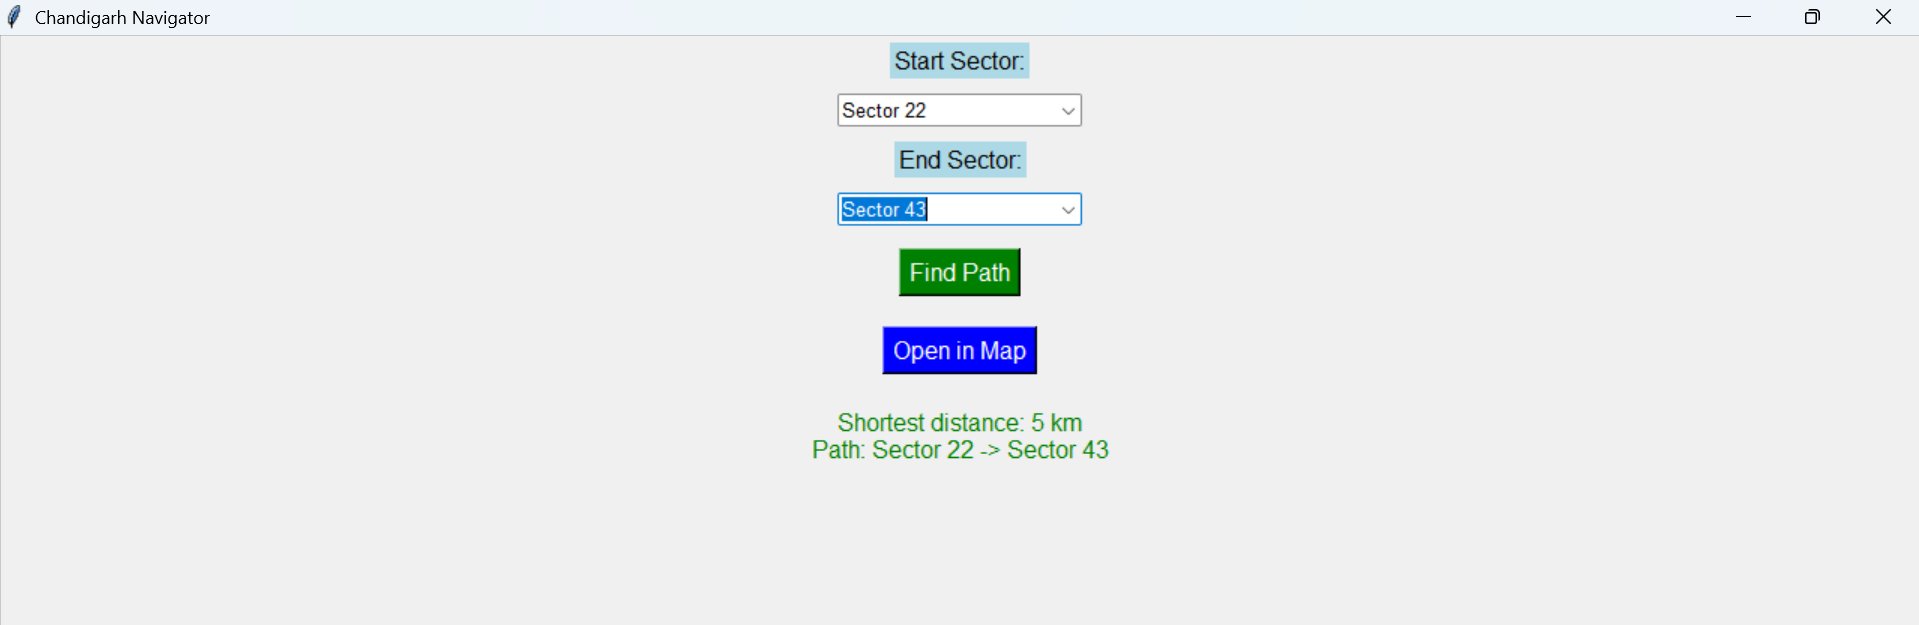 Chandigarh Navigator
Start Sector:
Sector 22
End Sector:
Sector 43
Find Path
Open in Map
Shortest distance: 5 km
Path: Sector 22 -> Sector 43